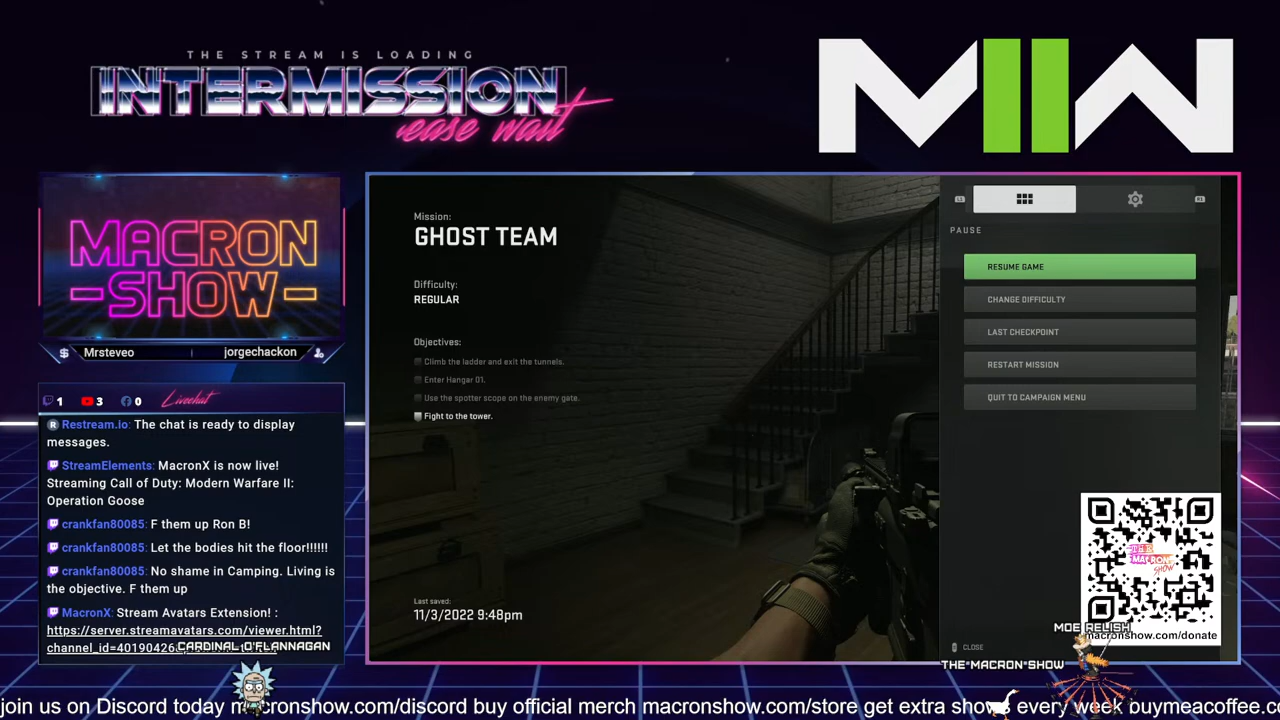 THE STREAM IS LOADING
INTERMISSION
ease wait
MIIW
MACRON
-SHOW-
$ Mrsteveo
jorgechackon
1 3 0 Livechat
Restream.io: The chat is ready to display
messages.
StreamElements: MacronX is now live!
Streaming Call of Duty: Modern Warfare II:
Operation Goose
crankfan80085: F them up Ron B!
crankfan80085: Let the bodies hit the floor!!!!!!
crankfan80085: No shame in Camping. Living is
the objective. F them up
MacronX: Stream Avatars Extension! :
https://server.streamavatars.com/viewer.html?
channel_id=40190426
CARDINAL O'FLANNAGAN
Mission:
GHOST TEAM
Difficulty:
REGULAR
Objectives:
Climb the ladder and exit the tunnels.
Enter Hangar 01.
Use the spotter scope on the enemy gate.
Fight to the tower.
Last saved:
11/3/2022 9:48pm
L1
R1
PAUSE
RESUME GAME
CHANGE DIFFICULTY
LAST CHECKPOINT
RESTART MISSION
QUIT TO CAMPAIGN MENU
THE
MACRON
SHOW
MOE RELISH
macronshow.com/donate
CLOSE
THE MACRON SHOW
join us on Discord today macronshow.com/discord buy official merch macronshow.com/store get extra shows every week buymeacoffee.c